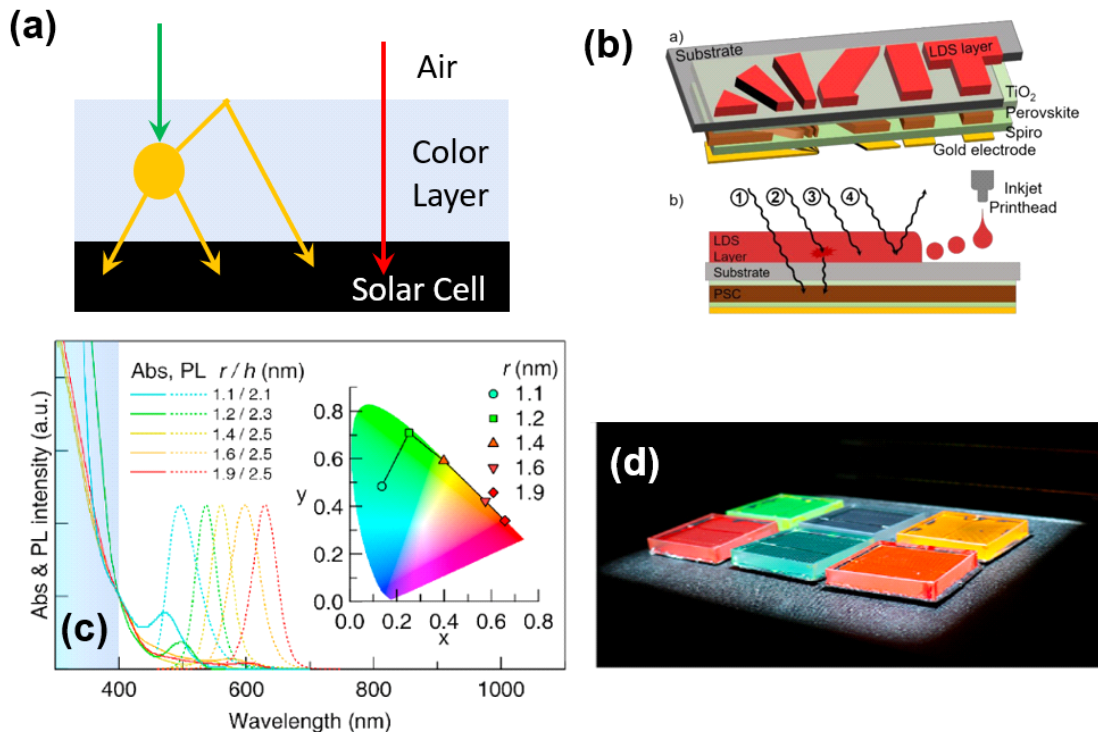 (a)
Air
Color
Layer
Solar Cell
(b)
a)
Substrate
LDS layer
TiO2
Perovskite
Spiro
Gold electrode
b)
① ② ③ ④
Inkjet
Printhead
LDS
Layer
Substrate
PSC
(c)
Abs & PL intensity (a.u.)
Abs, PL r / h (nm)
1.1 / 2.1
1.2 / 2.3
1.4 / 2.5
1.6 / 2.5
1.9 / 2.5
r (nm)
1.1
1.2
1.4
1.6
1.9
y
0.8
0.6
0.4
0.2
0.0
0.0 0.2 0.4 0.6 0.8
x
400 600 800 1000
Wavelength (nm)
(d)